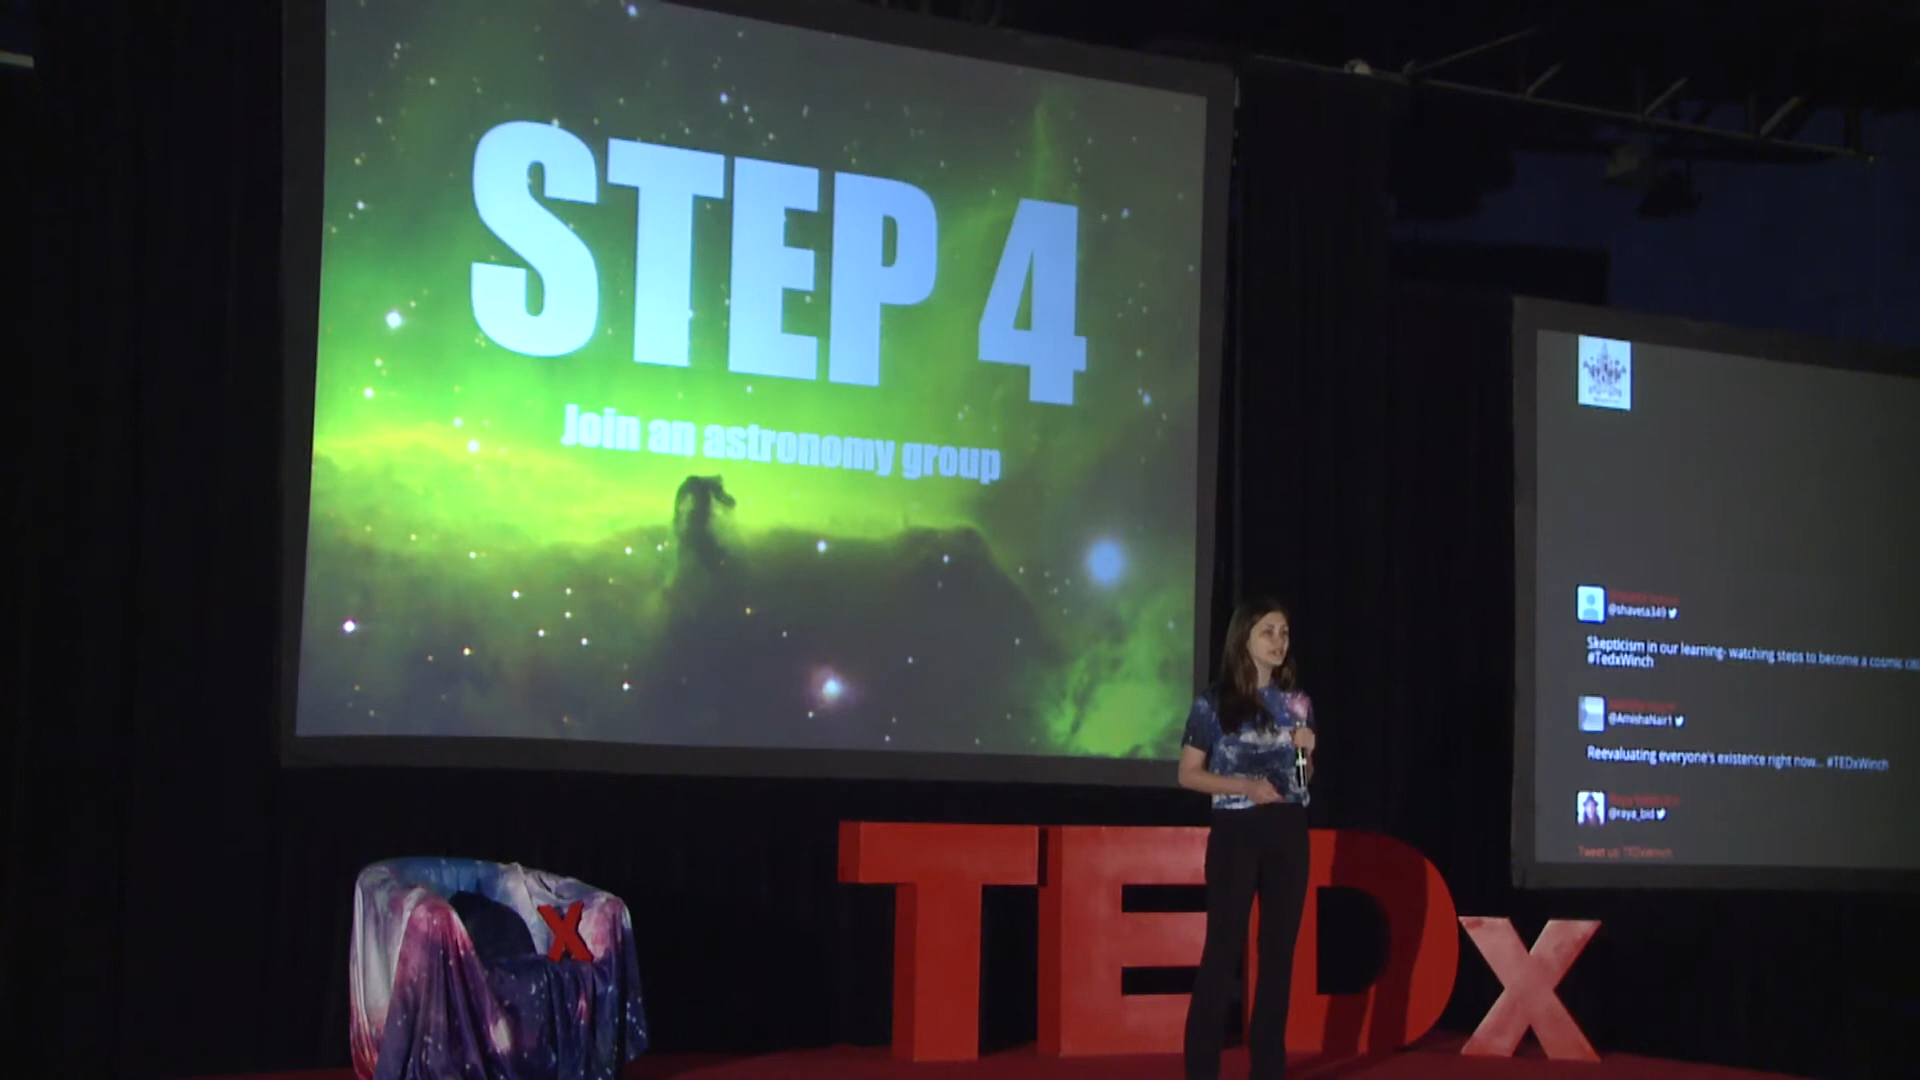 STEP 4
Join an astronomy group
@shaveta349
Skepticism in our learning- watching steps to become a cosmic
#TedxWinch
@AmishaNair1
Reevaluating everyone's existence right now... #TEDxWinch
@raya_bid
X
TEDx